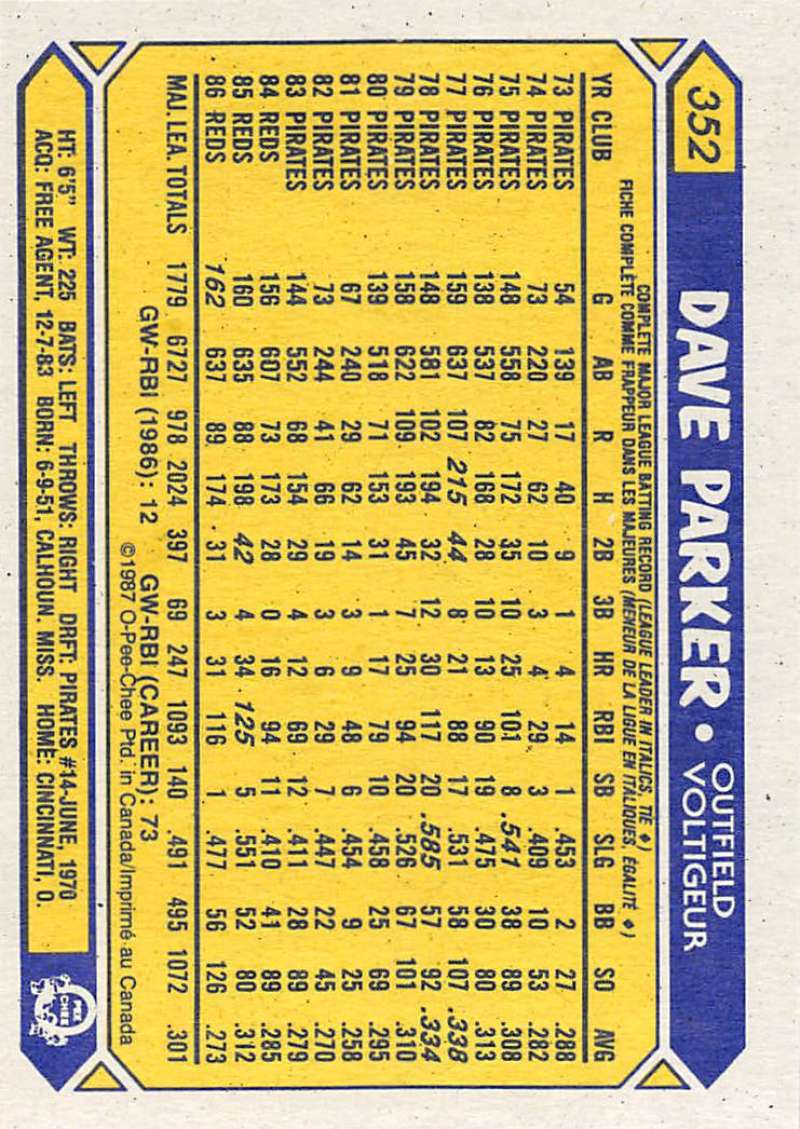 352
DAVE PARKER • OUTFIELD
VOLTIGEUR
COMPLETE MAJOR LEAGUE BATTING RECORD (LEAGUE LEADER IN ITALICS, TIE ♦)
FICHE COMPLÈTE COMME FRAPPEUR DANS LES MAJEURES (MENEUR DE LA LIGUE EN ITALIQUES, ÉGALITÉ ♦)
YR CLUB G AB R H 2B 3B HR RBI SB SLG BB SO AVG
73 PIRATES 54 139 17 40 9 1 4 14 1 .453 2 27 .288
74 PIRATES 73 220 27 62 10 3 4 29 3 .409 10 53 .282
75 PIRATES 148 558 75 172 35 10 25 101 8 .541 38 89 .308
76 PIRATES 138 537 82 168 28 10 13 90 19 .475 30 80 .313
77 PIRATES 159 637 107 215 44 8 21 88 17 .531 58 107 .338
78 PIRATES 148 581 102 194 32 12 30 117 20 .585 57 92 .334
79 PIRATES 158 622 109 193 45 7 25 94 20 .526 67 101 .310
80 PIRATES 139 518 71 153 31 1 17 79 10 .458 25 69 .295
81 PIRATES 67 240 29 62 14 3 9 48 6 .454 9 25 .258
82 PIRATES 73 244 41 66 19 3 6 29 7 .447 22 45 .270
83 PIRATES 144 552 68 154 29 4 12 69 12 .411 28 89 .279
84 REDS 156 607 73 173 28 0 16 94 11 .410 41 89 .285
85 REDS 160 635 88 198 42 4 34 125 5 .551 52 80 .312
86 REDS 162 637 89 174 31 3 31 116 1 .477 56 126 .273
MAJ. LEA. TOTALS 1779 6727 978 2024 397 69 247 1093 140 .491 495 1072 .301
GW-RBI (1986): 12 GW-RBI (CAREER): 73
©1987 O-Pee-Chee Ptd. in Canada/Imprimé au Canada
HT: 6'5" WT: 225 BATS: LEFT THROWS: RIGHT DRFT: PIRATES #14-JUNE, 1970
ACQ: FREE AGENT, 12-7-83 BORN: 6-9-51, CALHOUN, MISS. HOME: CINCINNATI, O.
PEE
CHEE